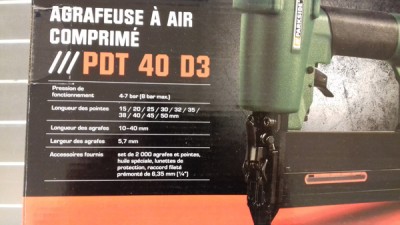 AGRAFEUSE À AIR
COMPRIMÉ
/// PDT 40 D3
PARKSIDE
Pression de
fonctionnement 4-7 bar (8 bar max.)
Longueur des pointes 15 / 20 / 25 / 30 / 32 / 35 /
38 / 40 / 45 / 50 mm
Longueur des agrafes 10-40 mm
Largeur des agrafes 5,7 mm
Accessoires fournis set de 2 000 agrafes et pointes,
huile spéciale, lunettes de
protection, raccord fileté
prémonté de 6,35 mm (¼")